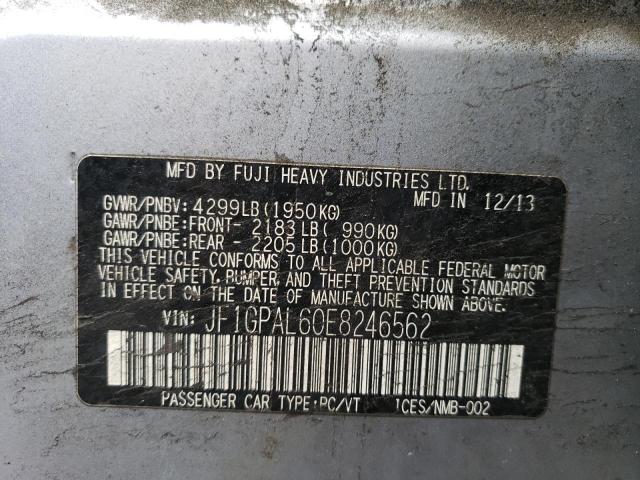 MFD BY FUJI HEAVY INDUSTRIES LTD.
MFD IN 12/13
GVWR/PNBV: 4299LB(1950KG)
GAWR/PNBE:FRONT- 2183LB( 990KG)
GAWR/PNBE:REAR - 2205LB(1000KG)
THIS VEHICLE CONFORMS TO ALL APPLICABLE FEDERAL MOTOR
VEHICLE SAFETY, BUMPER, AND THEFT PREVENTION STANDARDS
IN EFFECT ON THE DATE OF MANUFACTURE SHOWN ABOVE.
VIN: JF1GPAL60E8246562
PASSENGER CAR TYPE:PC/VT 1CES/NMB-002